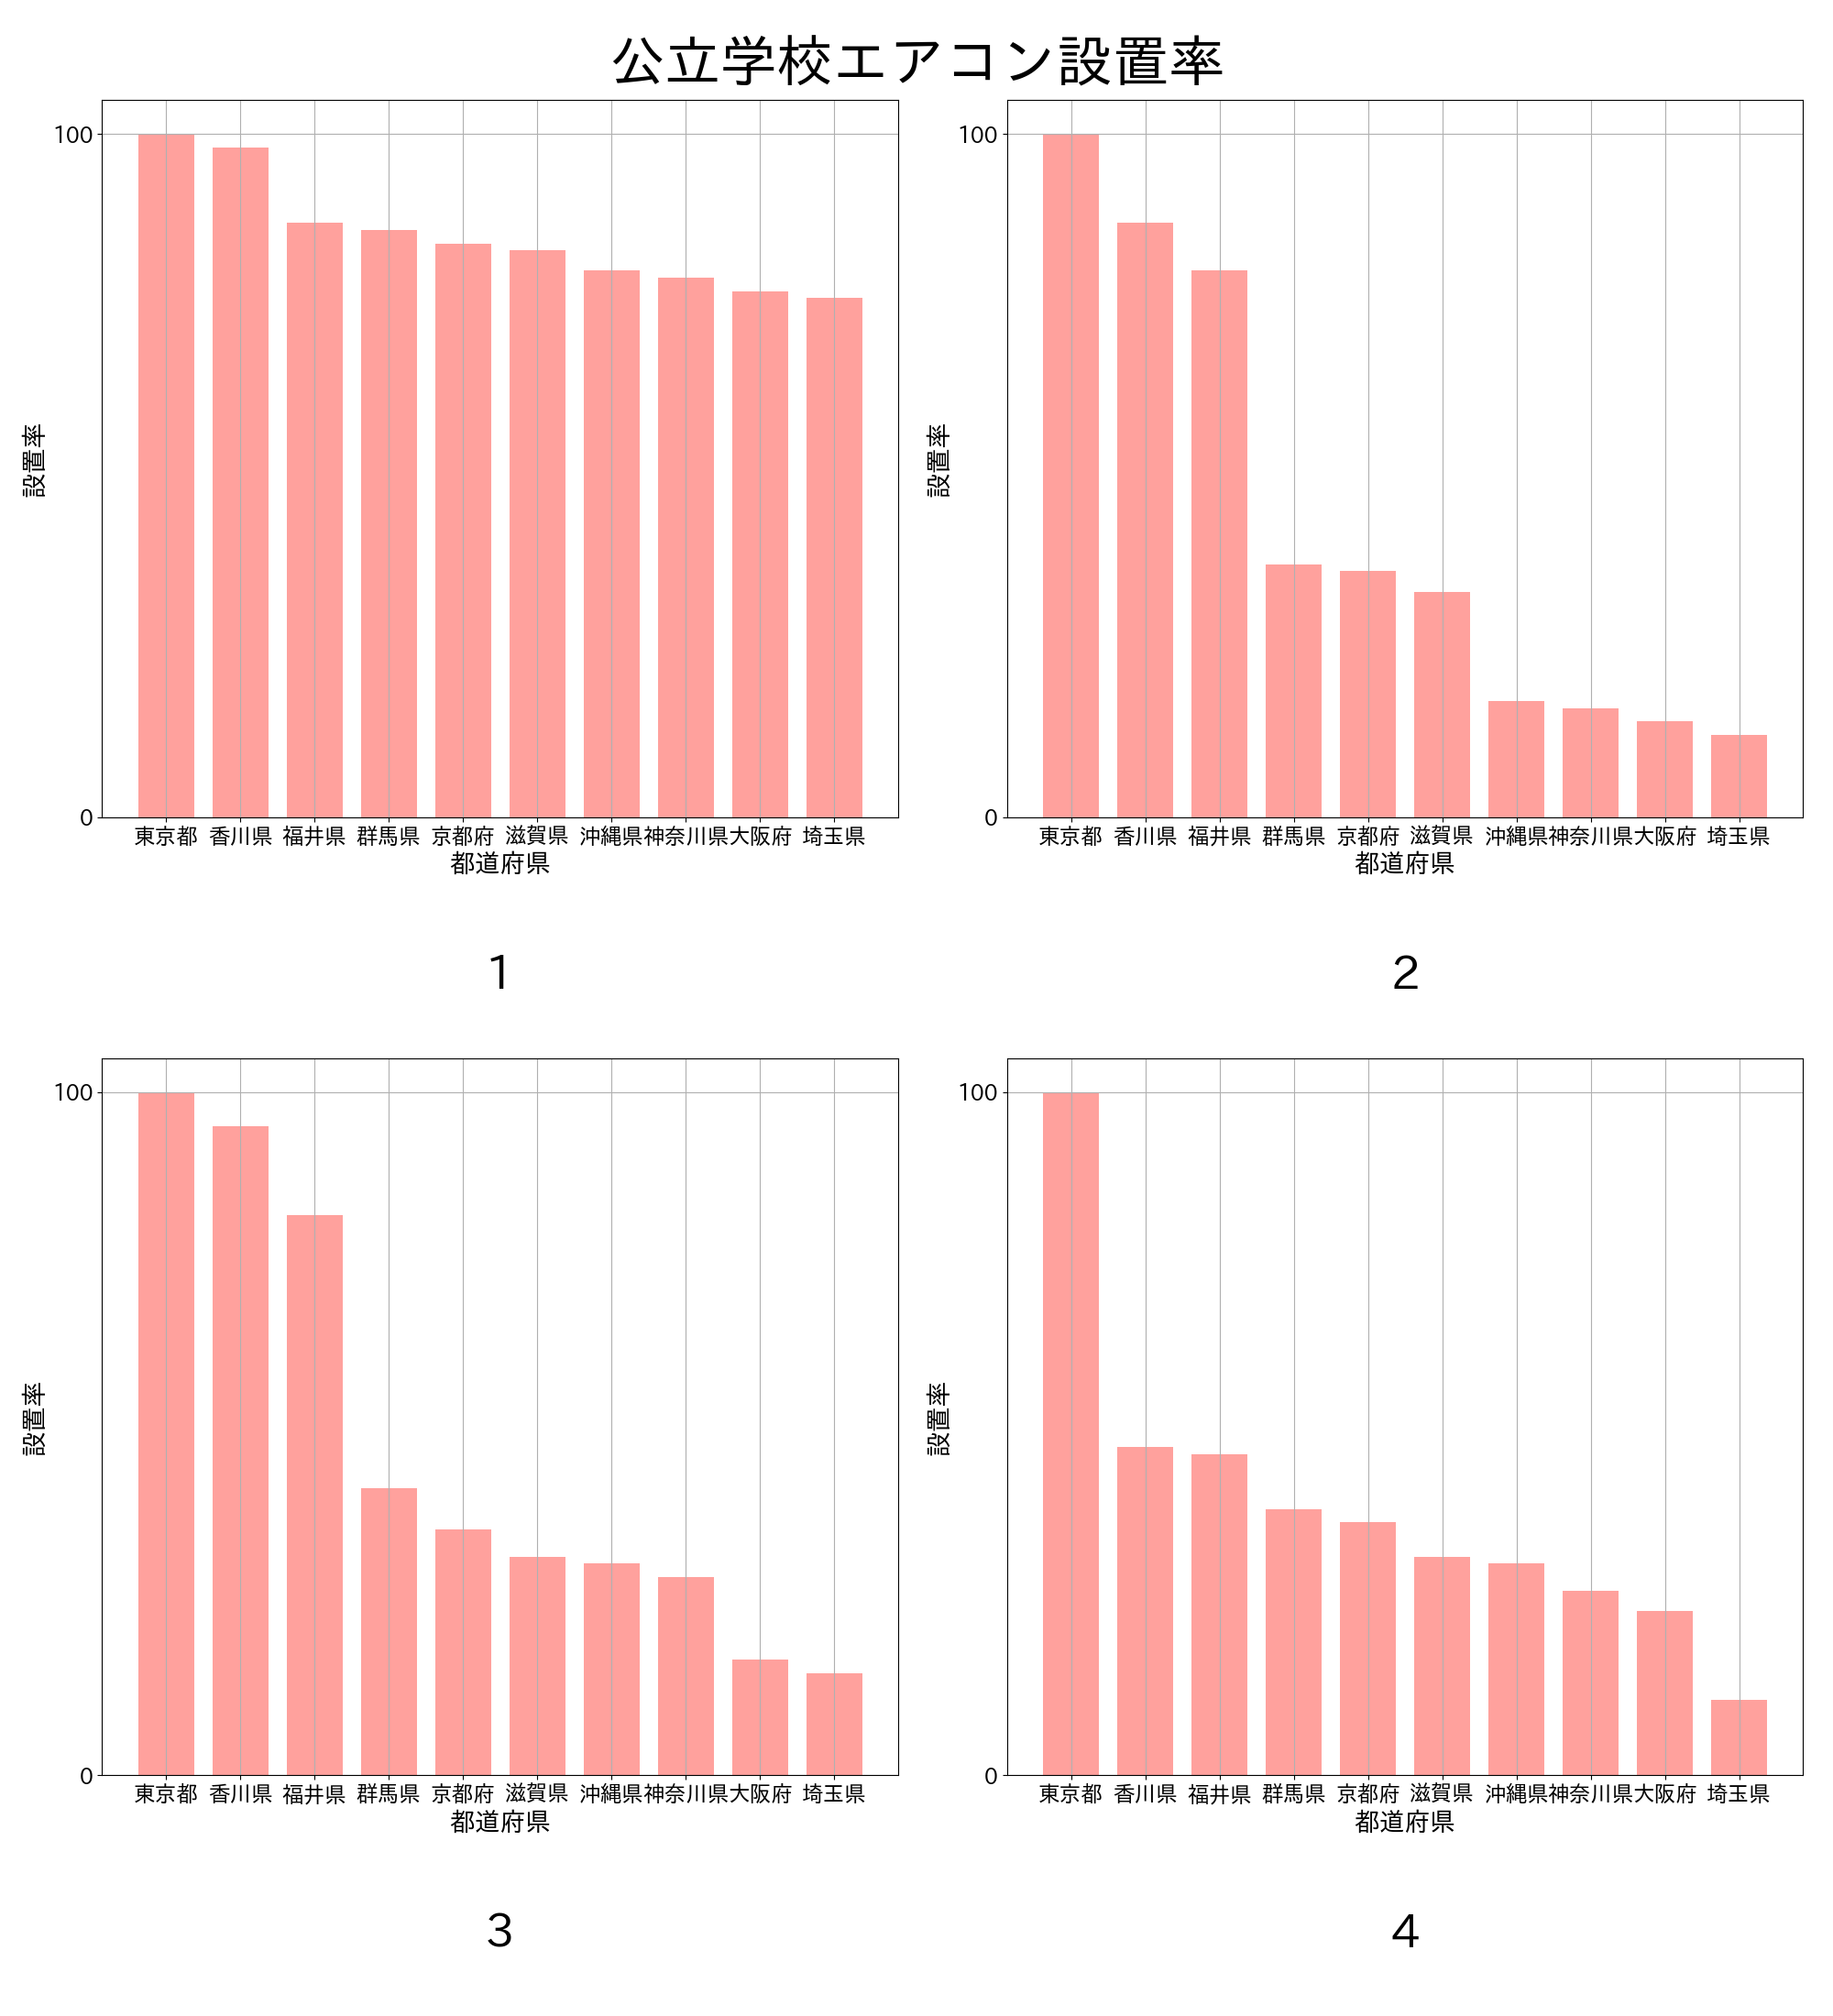 公立学校エアコン設置率
100
0
設置率
東京都 香川県 福井県 群馬県 京都府 滋賀県 沖縄県 神奈川県 大阪府 埼玉県
都道府県
1
100
0
設置率
東京都 香川県 福井県 群馬県 京都府 滋賀県 沖縄県 神奈川県 大阪府 埼玉県
都道府県
2
100
0
設置率
東京都 香川県 福井県 群馬県 京都府 滋賀県 沖縄県 神奈川県 大阪府 埼玉県
都道府県
3
100
0
設置率
東京都 香川県 福井県 群馬県 京都府 滋賀県 沖縄県 神奈川県 大阪府 埼玉県
都道府県
4